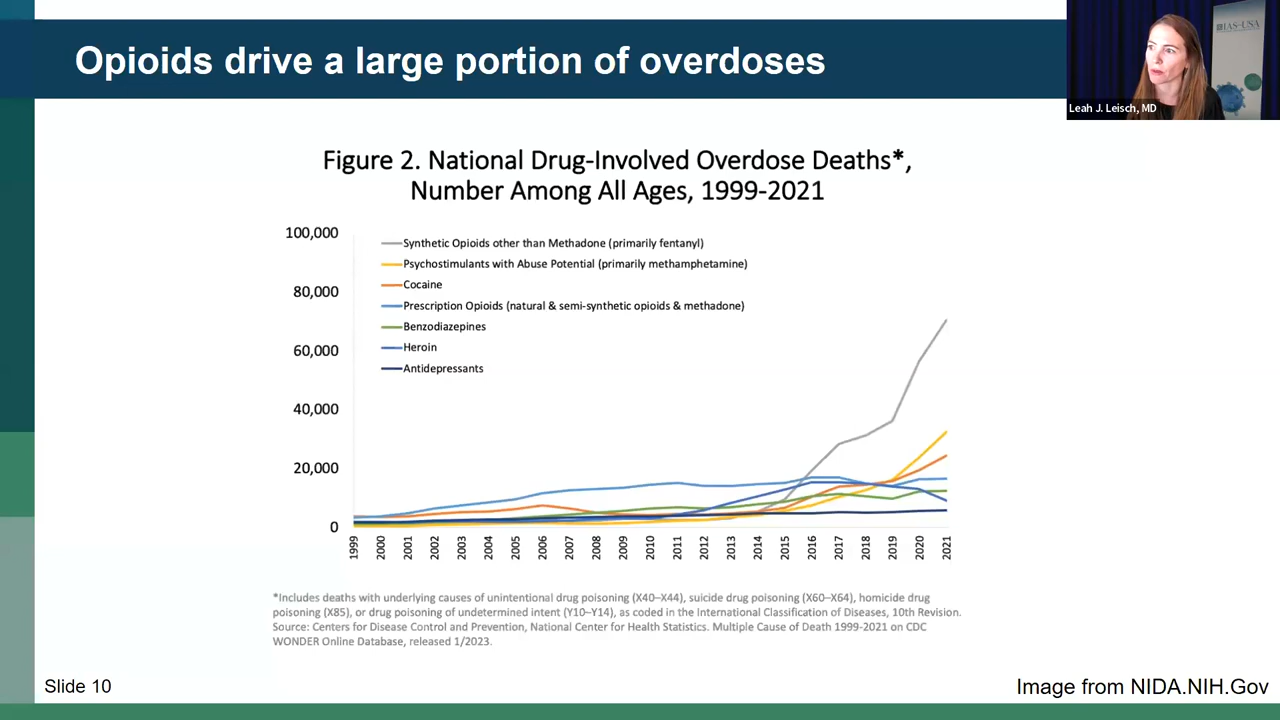 Opioids drive a large portion of overdoses
IAS-USA
Leah J. Leisch, MD
Figure 2. National Drug-Involved Overdose Deaths*,
Number Among All Ages, 1999-2021
100,000
80,000
60,000
40,000
20,000
0
Synthetic Opioids other than Methadone (primarily fentanyl)
Psychostimulants with Abuse Potential (primarily methamphetamine)
Cocaine
Prescription Opioids (natural & semi-synthetic opioids & methadone)
Benzodiazepines
Heroin
Antidepressants
1999 2000 2001 2002 2003 2004 2005 2006 2007 2008 2009 2010 2011 2012 2013 2014 2015 2016 2017 2018 2019 2020 2021
*Includes deaths with underlying causes of unintentional drug poisoning (X40–X44), suicide drug poisoning (X60–X64), homicide drug
poisoning (X85), or drug poisoning of undetermined intent (Y10–Y14), as coded in the International Classification of Diseases, 10th Revision.
Source: Centers for Disease Control and Prevention, National Center for Health Statistics. Multiple Cause of Death 1999-2021 on CDC
WONDER Online Database, released 1/2023.
Slide 10
Image from NIDA.NIH.Gov